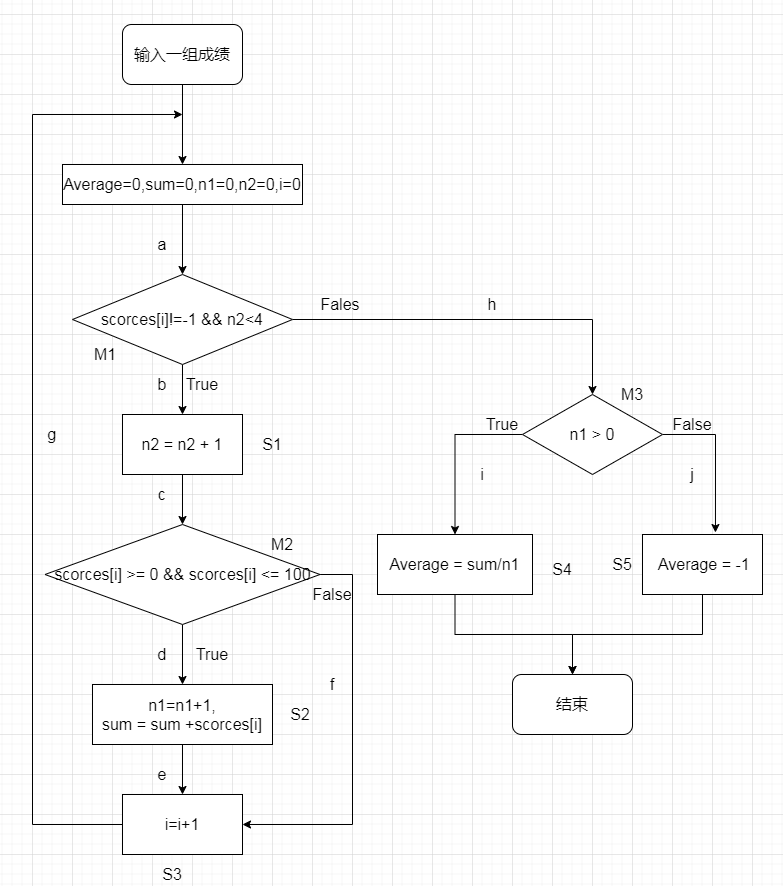 输入一组成绩
Average=0,sum=0,n1=0,n2=0,i=0
a
scorces[i]!=-1 && n2<4
Fales
h
M1
b
True
n2 = n2 + 1
S1
g
c
M2
scorces[i] >= 0 && scorces[i] <= 100
False
d
True
f
n1=n1+1,
sum = sum +scorces[i]
S2
e
i=i+1
S3
M3
n1 > 0
True
False
i
j
Average = sum/n1
S4
S5
Average = -1
结束